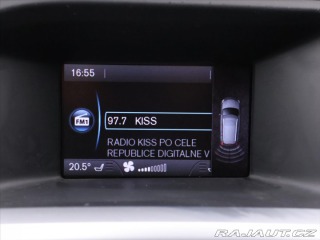 16:55
FM1
97.7 KISS
RADIO KISS PO CELE
REPUBLICE DIGITALNE V
20.5°
RAJAUT.CZ